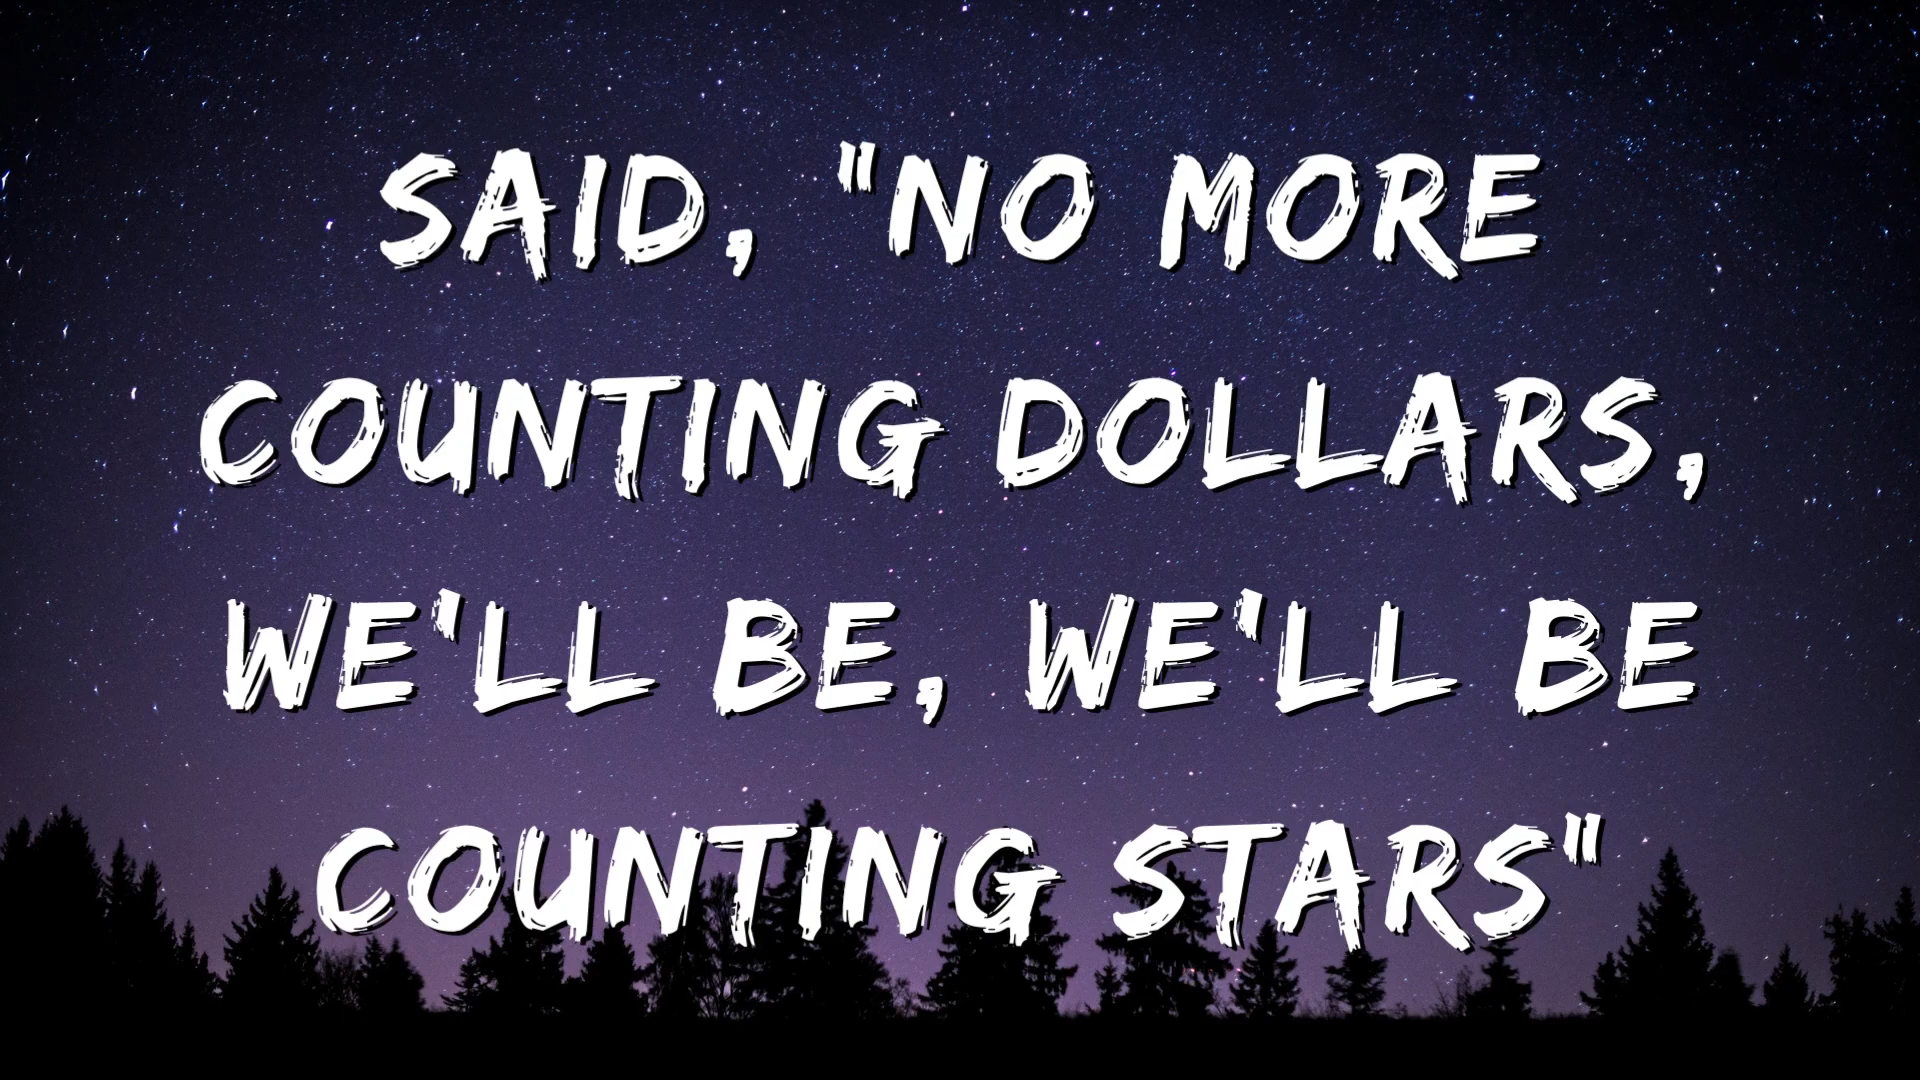 SAID, "NO MORE
COUNTING DOLLARS,
WE'LL BE, WE'LL BE
COUNTING STARS"